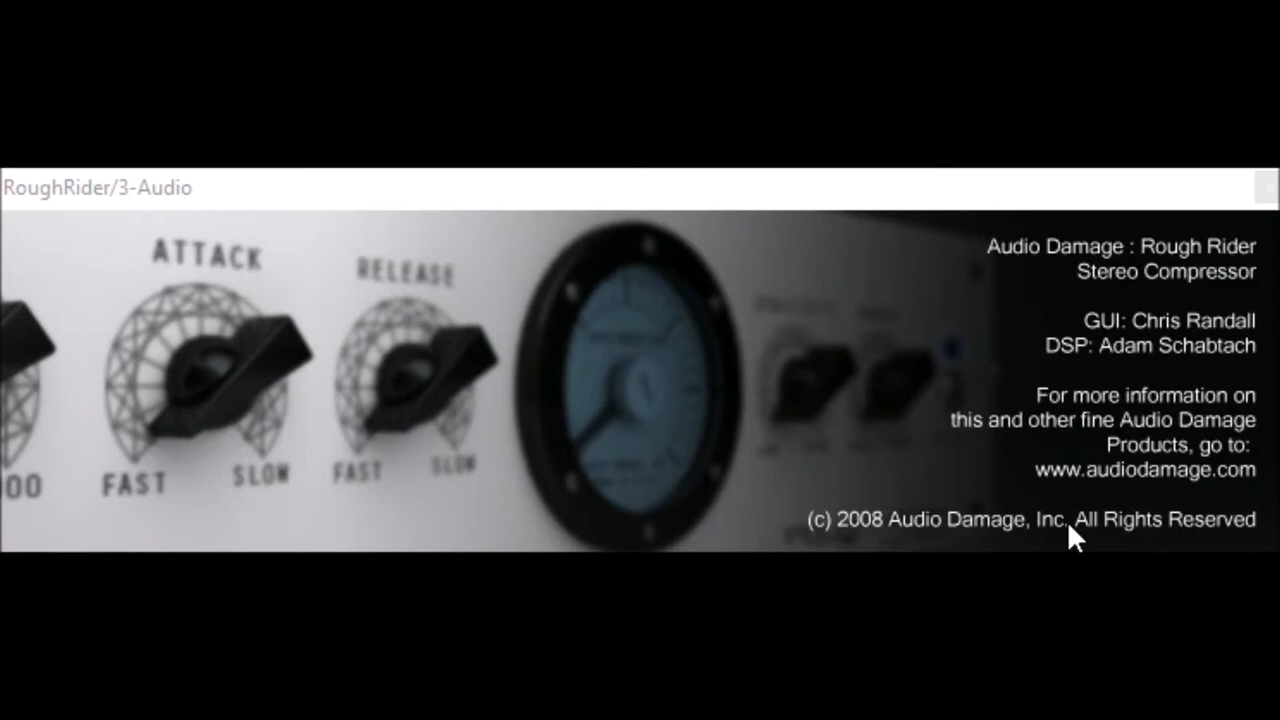 RoughRider/3-Audio
ATTACK
RELEASE
FAST
SLOW
FAST
SLOW
00
Audio Damage : Rough Rider
Stereo Compressor
GUI: Chris Randall
DSP: Adam Schabtach
For more information on
this and other fine Audio Damage
Products, go to:
www.audiodamage.com
(c) 2008 Audio Damage, Inc. All Rights Reserved